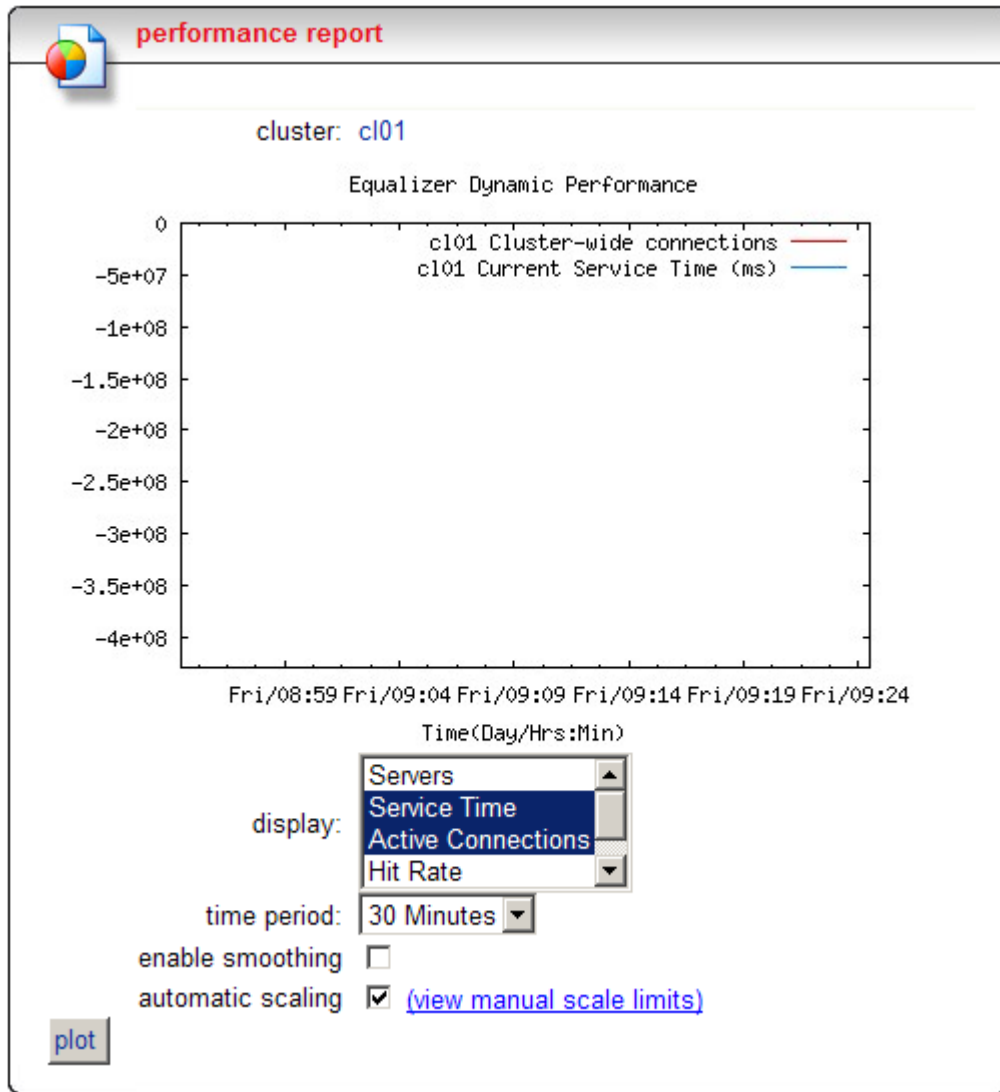 performance report
cluster: cl01
Equalizer Dynamic Performance
0
cl01 Cluster-wide connections
cl01 Current Service Time (ms)
-5e+07
-1e+08
-1.5e+08
-2e+08
-2.5e+08
-3e+08
-3.5e+08
-4e+08
Fri/08:59 Fri/09:04 Fri/09:09 Fri/09:14 Fri/09:19 Fri/09:24
Time(Day/Hrs:Min)
display:
Servers
Service Time
Active Connections
Hit Rate
time period: 30 Minutes
enable smoothing
automatic scaling (view manual scale limits)
plot